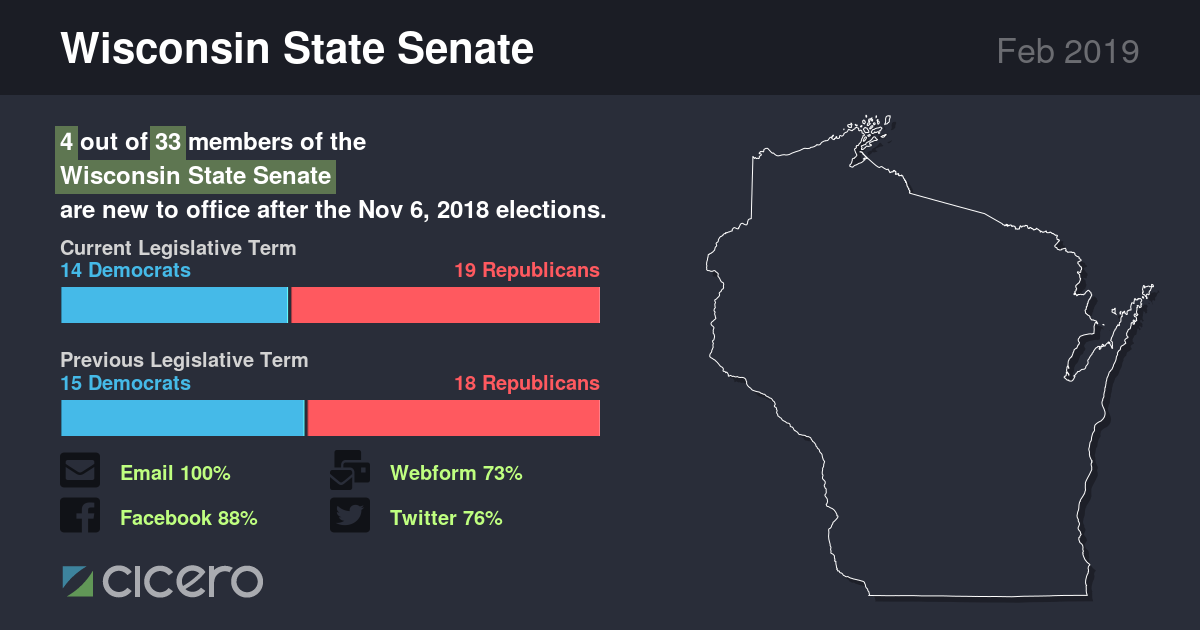 Wisconsin State Senate
Feb 2019
4 out of 33 members of the
Wisconsin State Senate
are new to office after the Nov 6, 2018 elections.
Current Legislative Term
14 Democrats
19 Republicans
Previous Legislative Term
15 Democrats
18 Republicans
Email 100%
Webform 73%
Facebook 88%
Twitter 76%
cicero